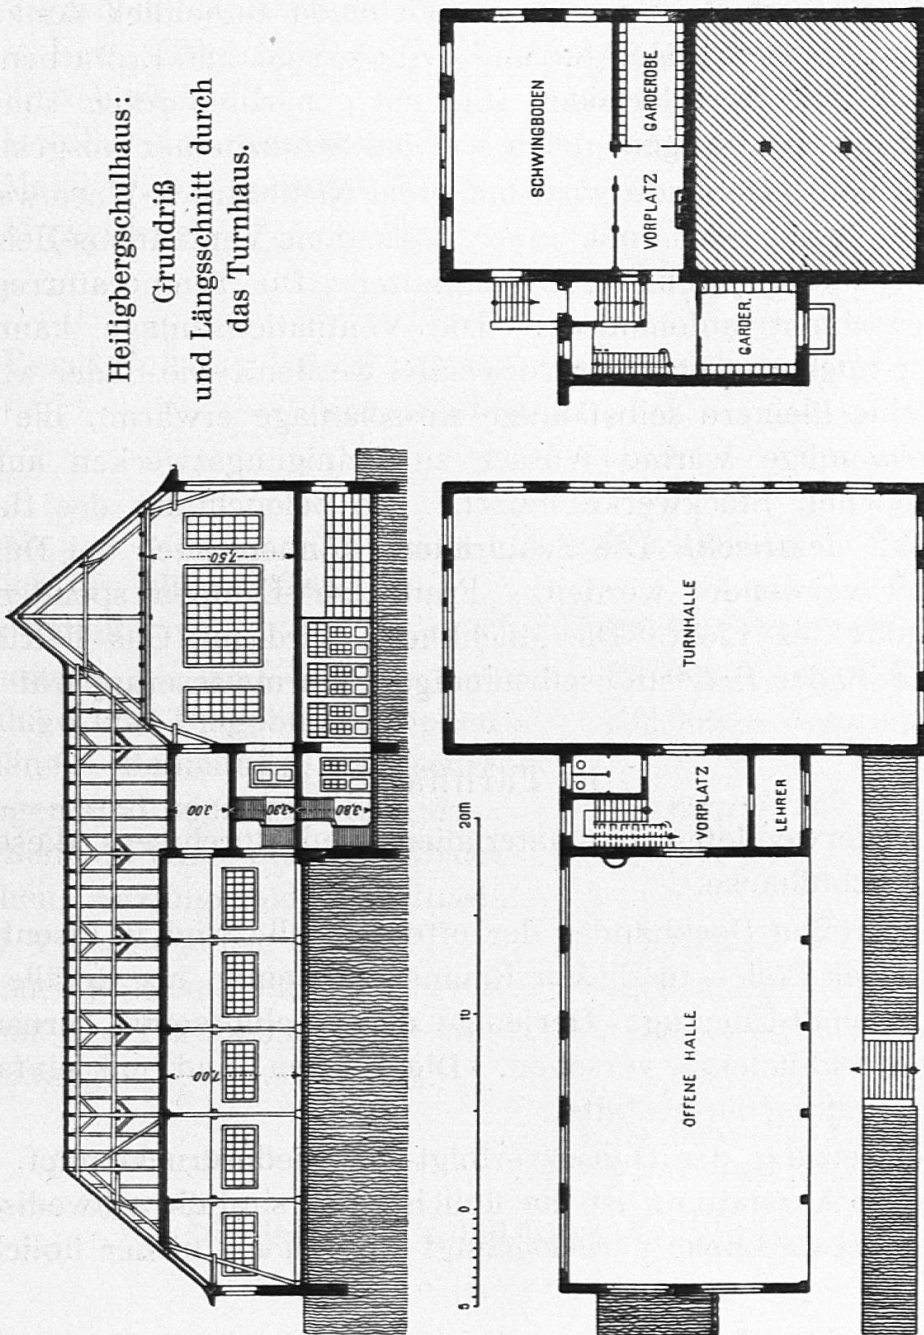 Heiligbergschulhaus:
Grundriß
und Längsschnitt durch
das Turnhaus.
7,50
3,00
3,30
3,80
7,00
5
0
10
20m
SCHWINGBODEN
VORPLATZ
GARDEROBE
GARDER.
TURNHALLE
VORPLATZ
LEHRER
OFFENE HALLE